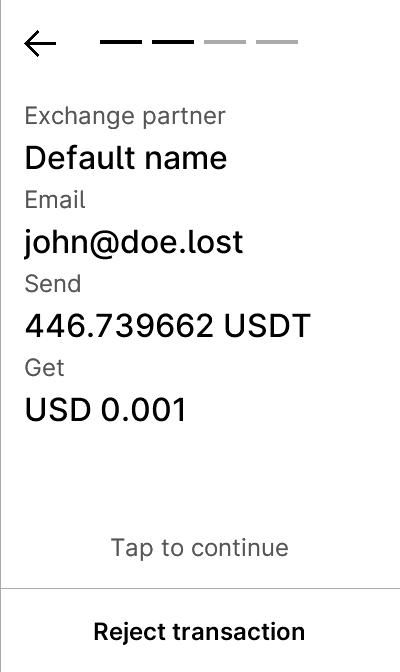 Exchange partner
Default name
Email
john@doe.lost
Send
446.739662 USDT
Get
USD 0.001
Tap to continue
Reject transaction